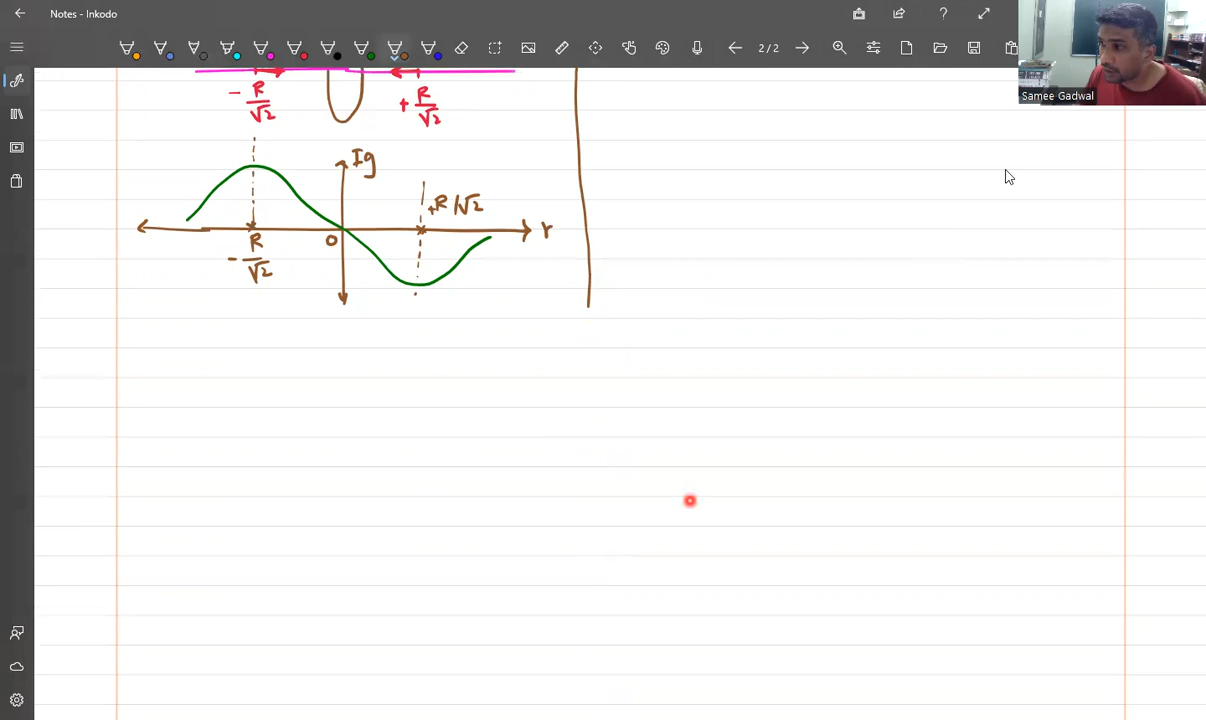 Notes - Inkodo
2/2
Samee Gadwal
- R/√2
+ R/√2
Ig
+R/√2
r
0
- R/√2